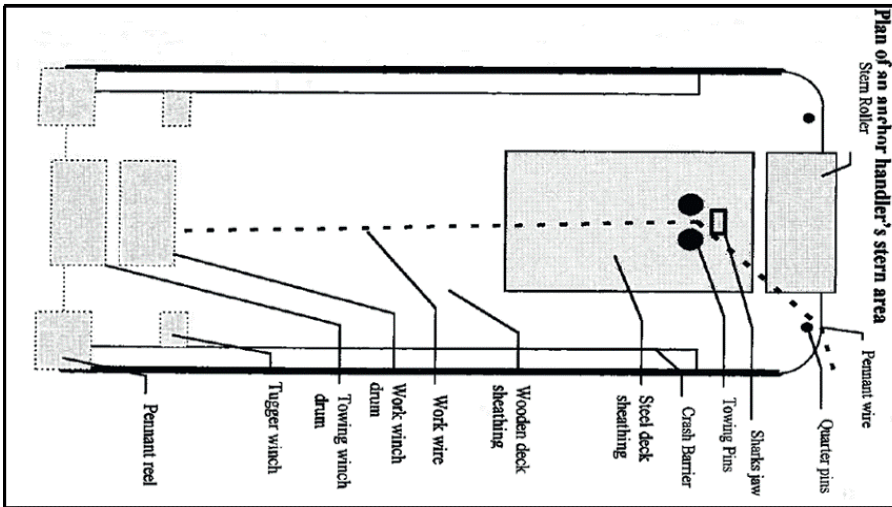 Plan of an anchor handler's stern area
Stern Roller
Pennant wire
Quarter pins
Sharks jaw
Towing Pins
Crash Barrier
Steel deck
sheathing
Wooden deck
sheathing
Work wire
Work winch
drum
Towing winch
drum
Tugger winch
Pennant reel